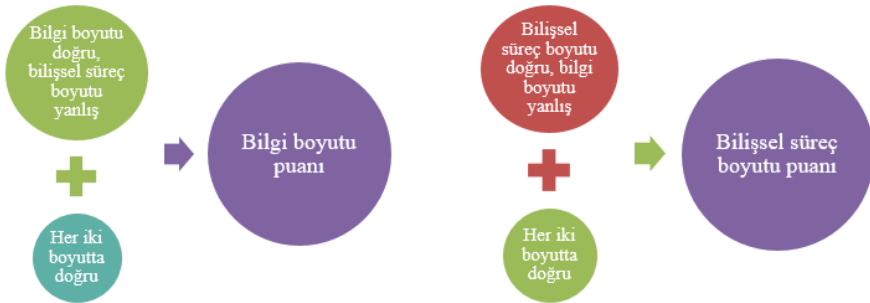 Bilgi boyutu
doğru,
bilişsel süreç
boyutu
yanlış
Her iki
boyutta
doğru
Bilgi boyutu
puanı
Bilişsel
süreç boyutu
doğru, bilgi
boyutu
yanlış
Her iki
boyutta
doğru
Bilişsel süreç
boyutu puanı